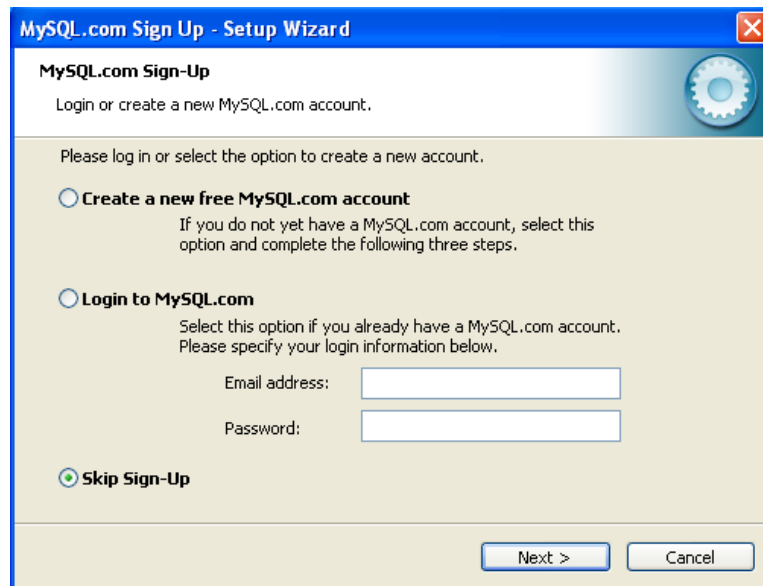 MySQL.com Sign Up - Setup Wizard
MySQL.com Sign-Up
Login or create a new MySQL.com account.
Please log in or select the option to create a new account.
Create a new free MySQL.com account
If you do not yet have a MySQL.com account, select this
option and complete the following three steps.
Login to MySQL.com
Select this option if you already have a MySQL.com account.
Please specify your login information below.
Email address:
Password:
Skip Sign-Up
Next >
Cancel